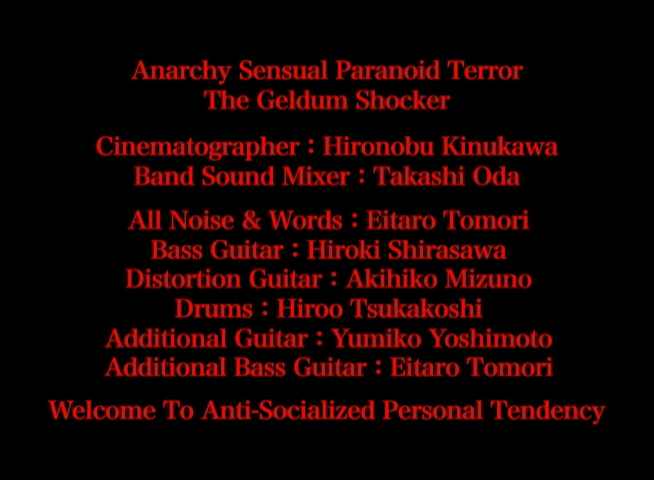 Anarchy Sensual Paranoid Terror
The Geldum Shocker
Cinematographer : Hironobu Kinukawa
Band Sound Mixer : Takashi Oda
All Noise & Words : Eitaro Tomori
Bass Guitar : Hiroki Shirasawa
Distortion Guitar : Akihiko Mizuno
Drums : Hiroo Tsukakoshi
Additional Guitar : Yumiko Yoshimoto
Additional Bass Guitar : Eitaro Tomori
Welcome To Anti-Socialized Personal Tendency